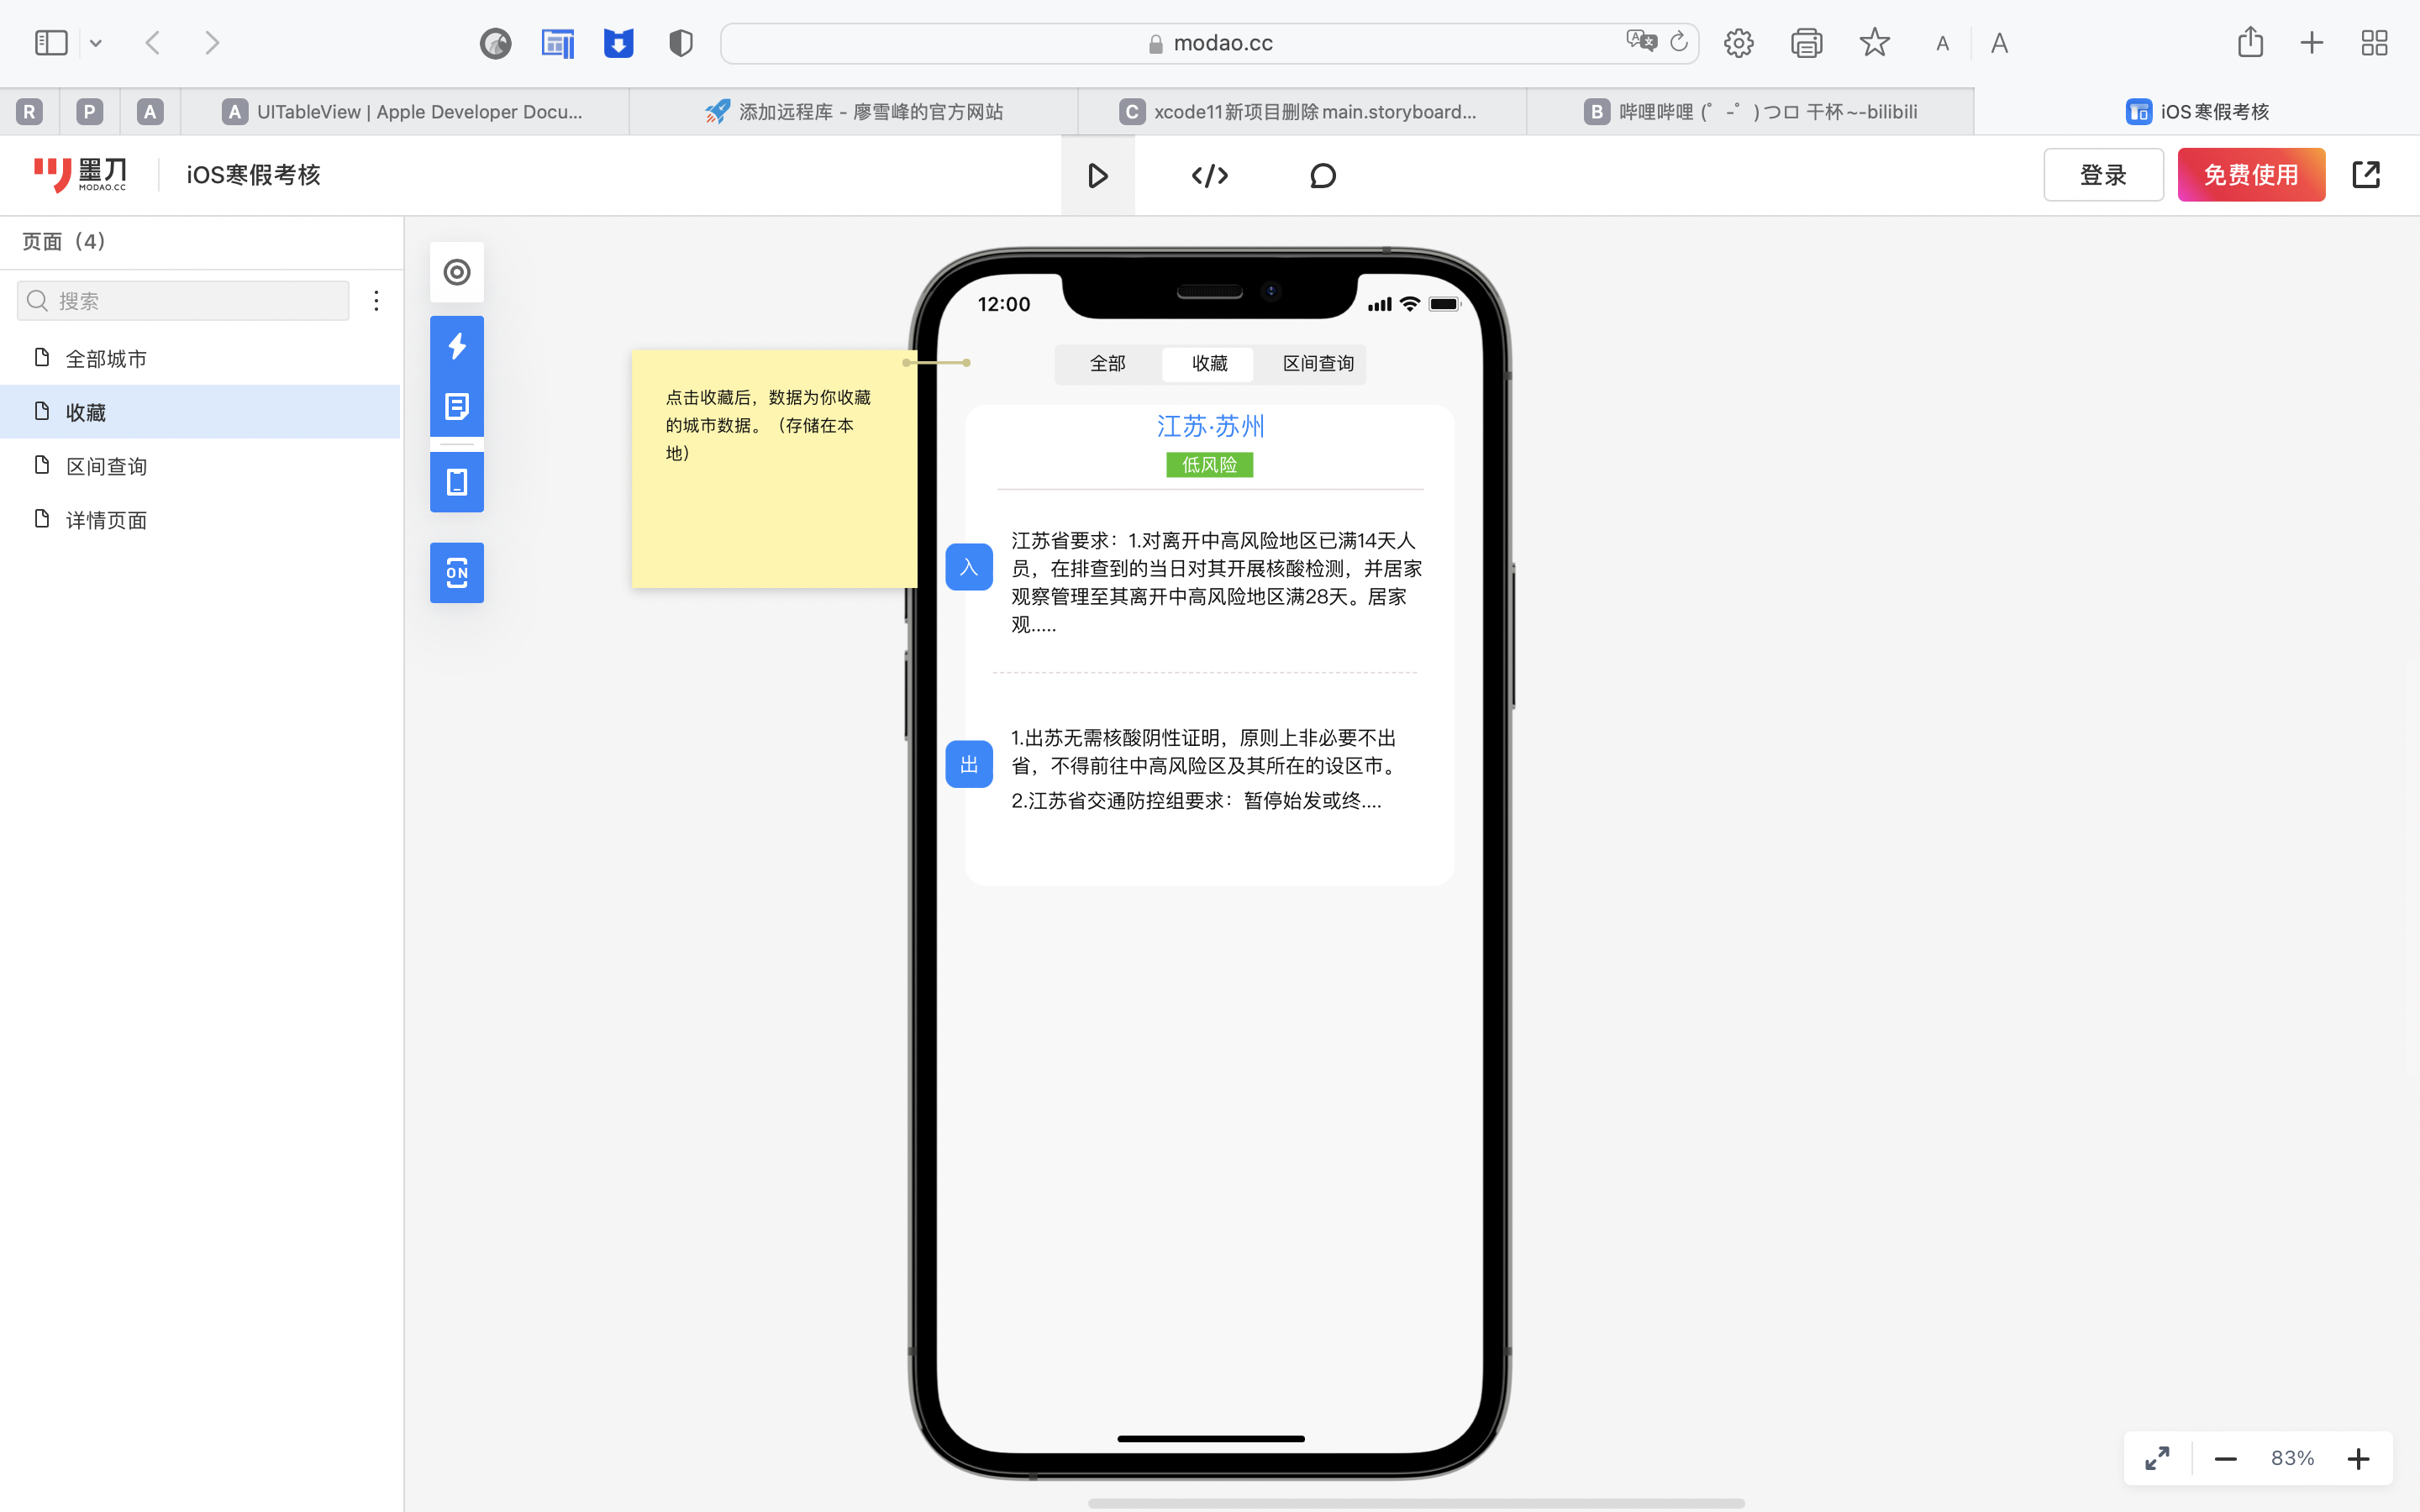 modao.cc
A
A
R
P
A
A UITableView | Apple Developer Docu...
添加远程库 - 廖雪峰的官方网站
C xcode11新项目删除main.storyboard...
B 哔哩哔哩 (゜-゜)つロ 干杯~-bilibili
iOS寒假考核
墨刀
MODAO.CC
iOS寒假考核
登录
免费使用
页面（4）
搜索
全部城市
收藏
区间查询
详情页面
ON
点击收藏后，数据为你收藏
的城市数据。（存储在本
地）
12:00
全部
收藏
区间查询
江苏·苏州
低风险
入
江苏省要求：1.对离开中高风险地区已满14天人
员，在排查到的当日对其开展核酸检测，并居家
观察管理至其离开中高风险地区满28天。居家
观.....
出
1.出苏无需核酸阴性证明，原则上非必要不出
省，不得前往中高风险区及其所在的设区市。
2.江苏省交通防控组要求：暂停始发或终....
83%